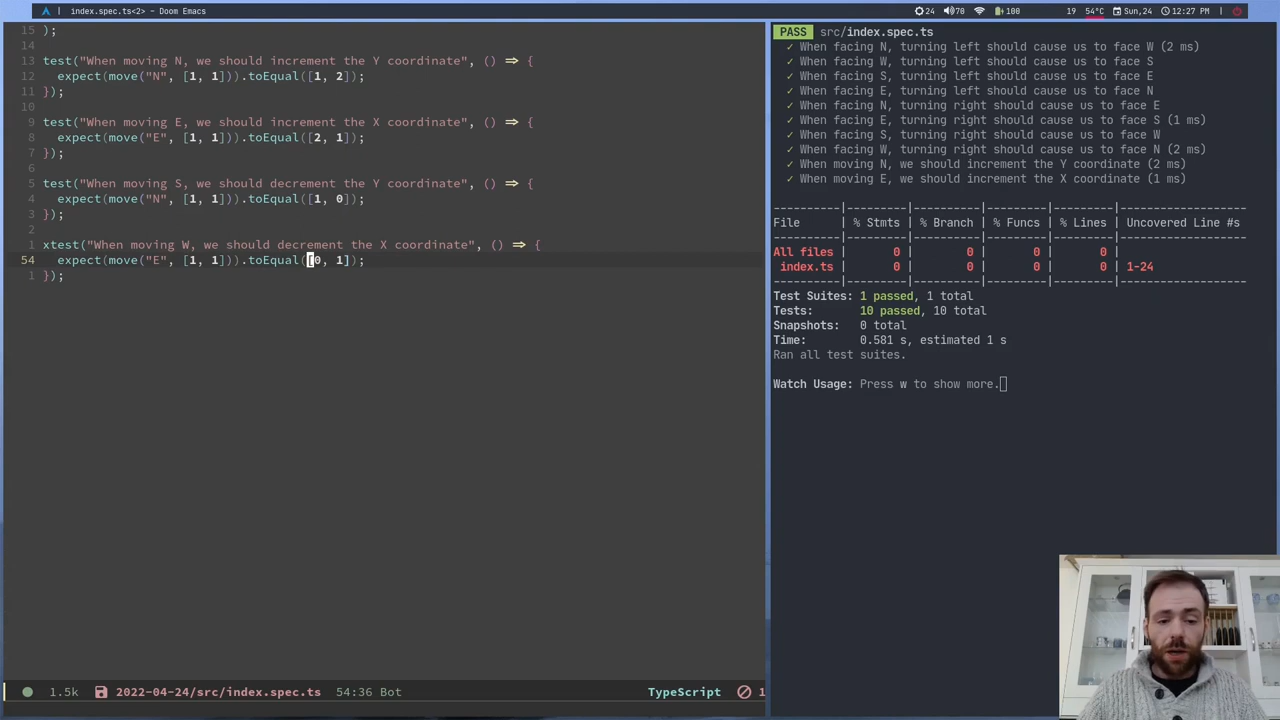 index.spec.ts<2>
24 70 100 19 54°C Sun,24 12:27 PM
15 );
14
13 test("When moving N, we should increment the Y coordinate", () => {
12 expect(move("N", [1, 1])).toEqual([1, 2]);
11 });
10
9 test("When moving E, we should increment the X coordinate", () => {
8 expect(move("E", [1, 1])).toEqual([2, 1]);
7 });
6
5 test("When moving S, we should decrement the Y coordinate", () => {
4 expect(move("N", [1, 1])).toEqual([1, 0]);
3 });
2
1 xtest("When moving W, we should decrement the X coordinate", () => {
54 expect(move("E", [1, 1])).toEqual([0, 1]);
1 });
1.5k 2022-04-24/src/index.spec.ts 54:36 Bot TypeScript 1
PASS src/index.spec.ts
✓ When facing N, turning left should cause us to face W (2 ms)
✓ When facing W, turning left should cause us to face S
✓ When facing S, turning left should cause us to face E
✓ When facing E, turning left should cause us to face N
✓ When facing N, turning right should cause us to face E
✓ When facing E, turning right should cause us to face S (1 ms)
✓ When facing S, turning right should cause us to face W
✓ When facing W, turning right should cause us to face N (2 ms)
✓ When moving N, we should increment the Y coordinate (2 ms)
✓ When moving E, we should increment the X coordinate (1 ms)
----------|---------|----------|---------|---------|-------------------
File | % Stmts | % Branch | % Funcs | % Lines | Uncovered Line #s
----------|---------|----------|---------|---------|-------------------
All files | 0 | 0 | 0 | 0 |
index.ts | 0 | 0 | 0 | 0 | 1-24
----------|---------|----------|---------|---------|-------------------
Test Suites: 1 passed, 1 total
Tests: 10 passed, 10 total
Snapshots: 0 total
Time: 0.581 s, estimated 1 s
Ran all test suites.
Watch Usage: Press w to show more.